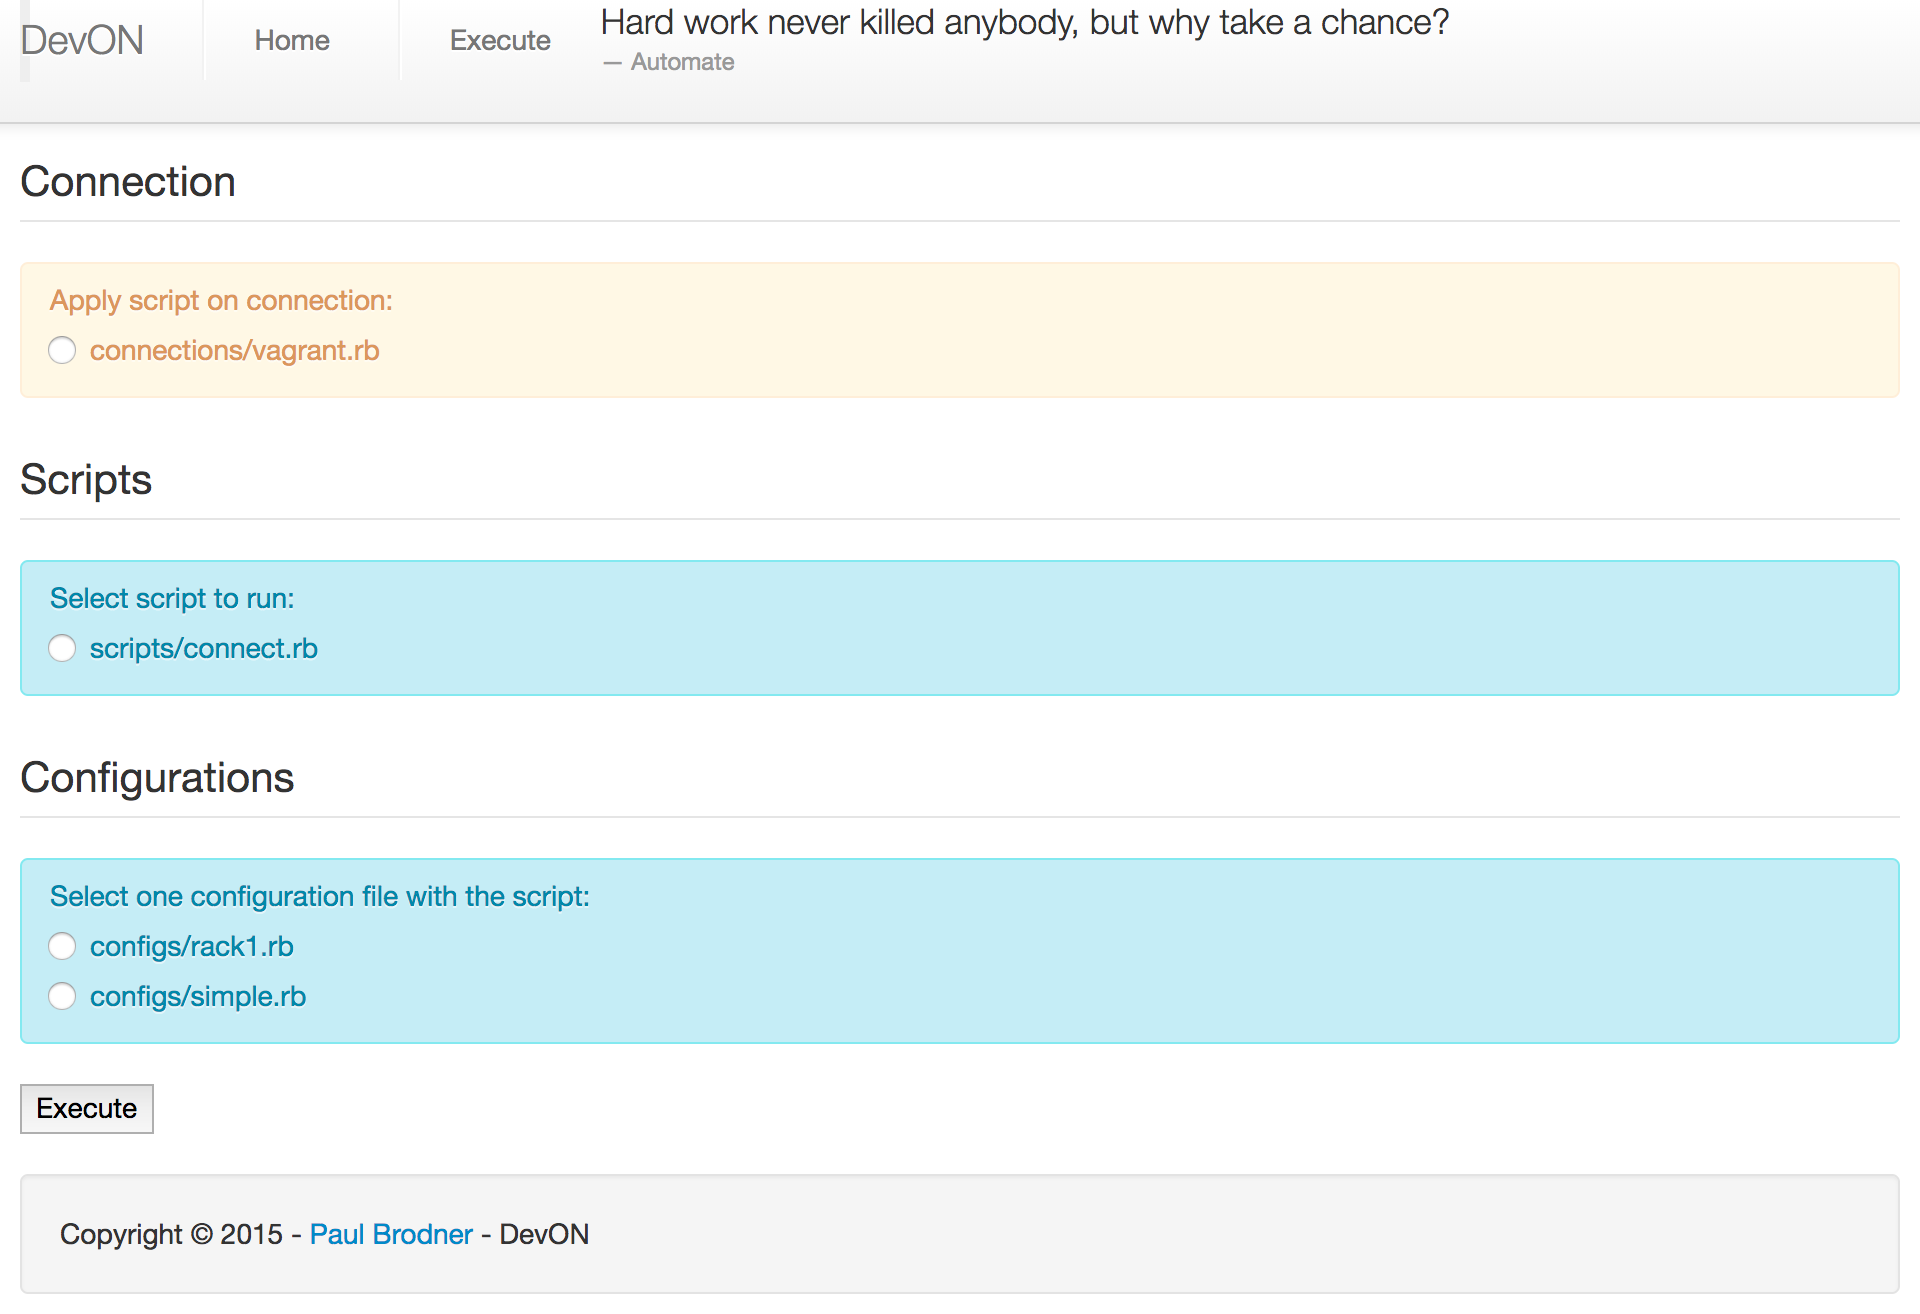 DevON
Home
Execute
Hard work never killed anybody, but why take a chance?
— Automate
Connection
Apply script on connection:
connections/vagrant.rb
Scripts
Select script to run:
scripts/connect.rb
Configurations
Select one configuration file with the script:
configs/rack1.rb
configs/simple.rb
Execute
Copyright © 2015 - Paul Brodner - DevON